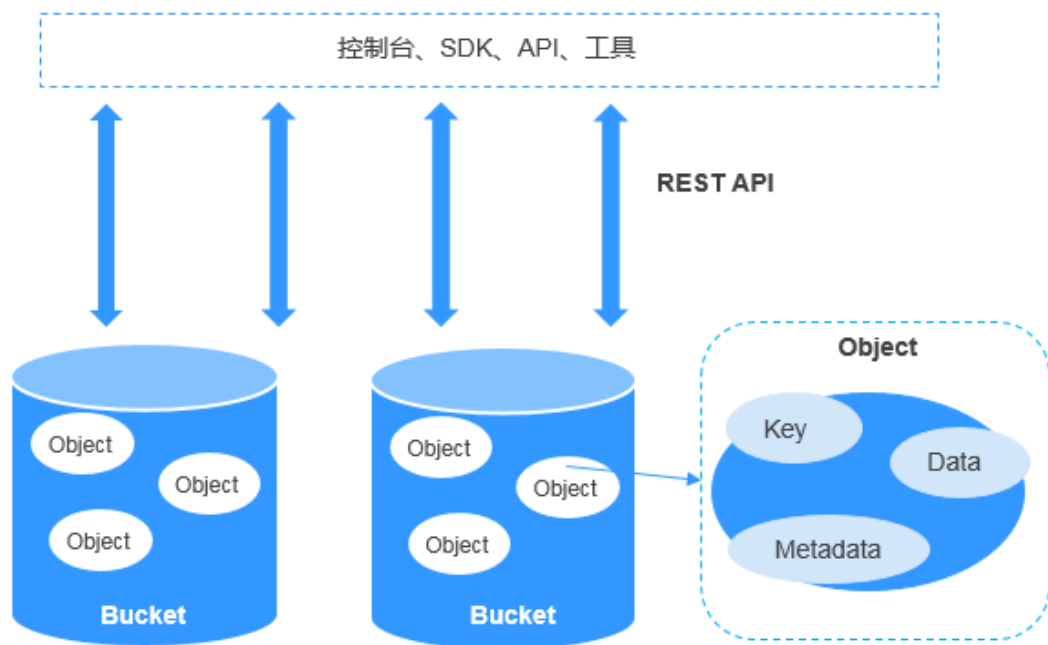 控制台、SDK、API、工具
REST API
Object
Object
Object
Bucket
Object
Object
Object
Bucket
Object
Key
Data
Metadata